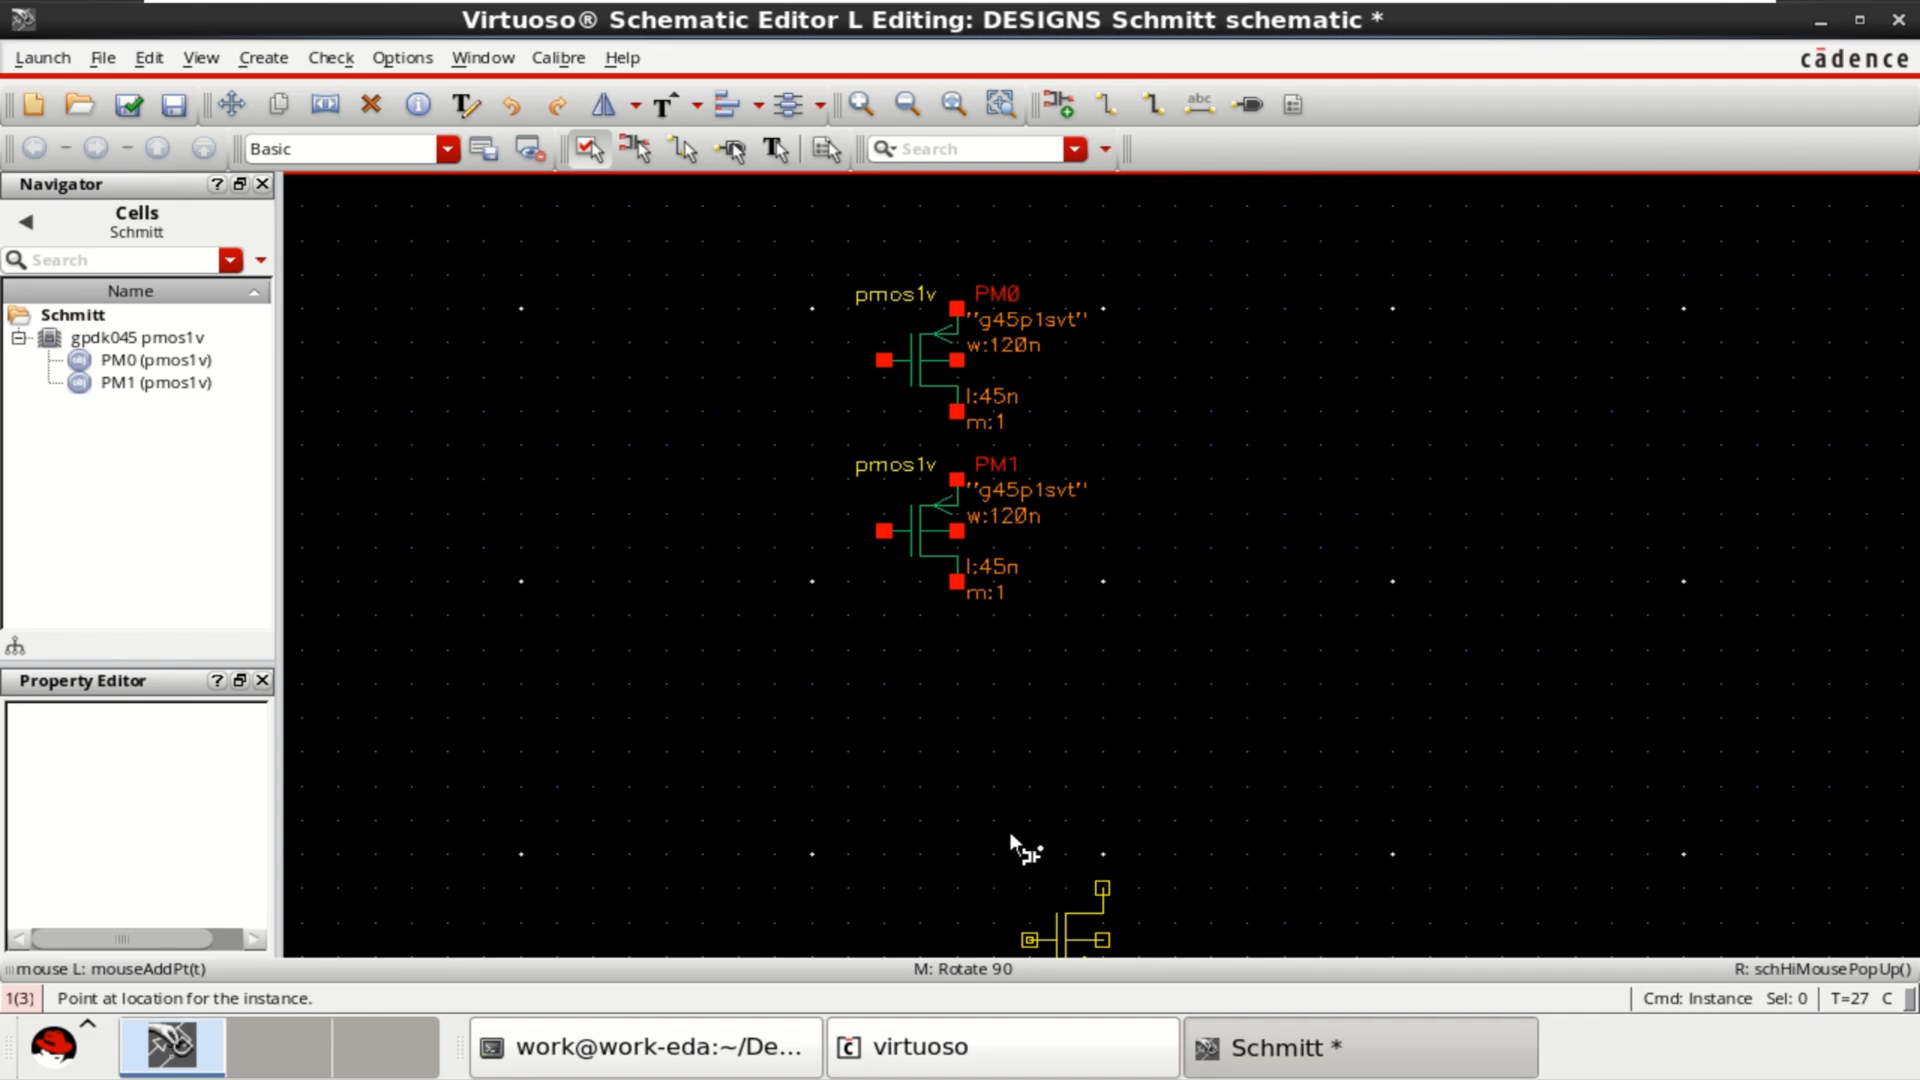 Virtuoso® Schematic Editor L Editing: DESIGNS Schmitt schematic *
Launch File Edit View Create Check Options Window Calibre Help cādence
abc
Basic Search
Navigator
Cells
Schmitt
Search
Name
Schmitt
gpdk045 pmos1v
PM0 (pmos1v)
PM1 (pmos1v)
Property Editor
pmos1v PM0
"g45p1svt"
w:120n
l:45n
m:1
pmos1v PM1
"g45p1svt"
w:120n
l:45n
m:1
mouse L: mouseAddPt(t) M: Rotate 90 R: schHiMousePopUp()
1(3) Point at location for the instance. Cmd: Instance Sel: 0 T=27 C
work@work-eda:~/De... virtuoso Schmitt *